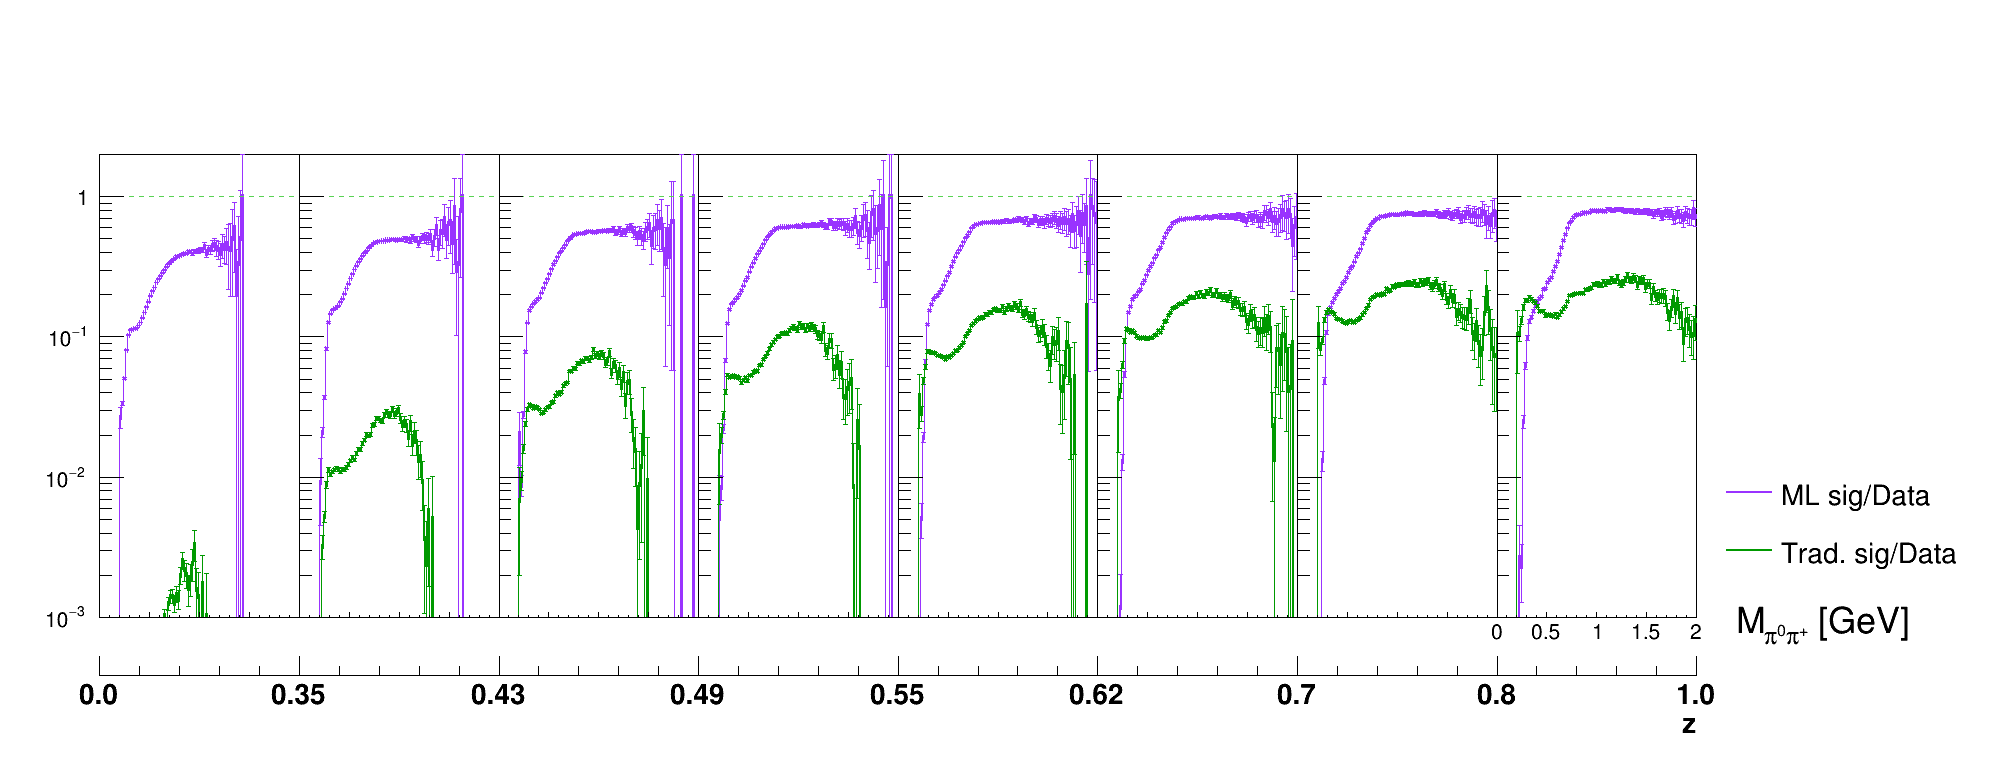 1
10⁻¹
10⁻²
10⁻³
ML sig/Data
Trad. sig/Data
0 0.5 1 1.5 2
M_π⁰π⁺ [GeV]
0.0 0.35 0.43 0.49 0.55 0.62 0.7 0.8 1.0
z